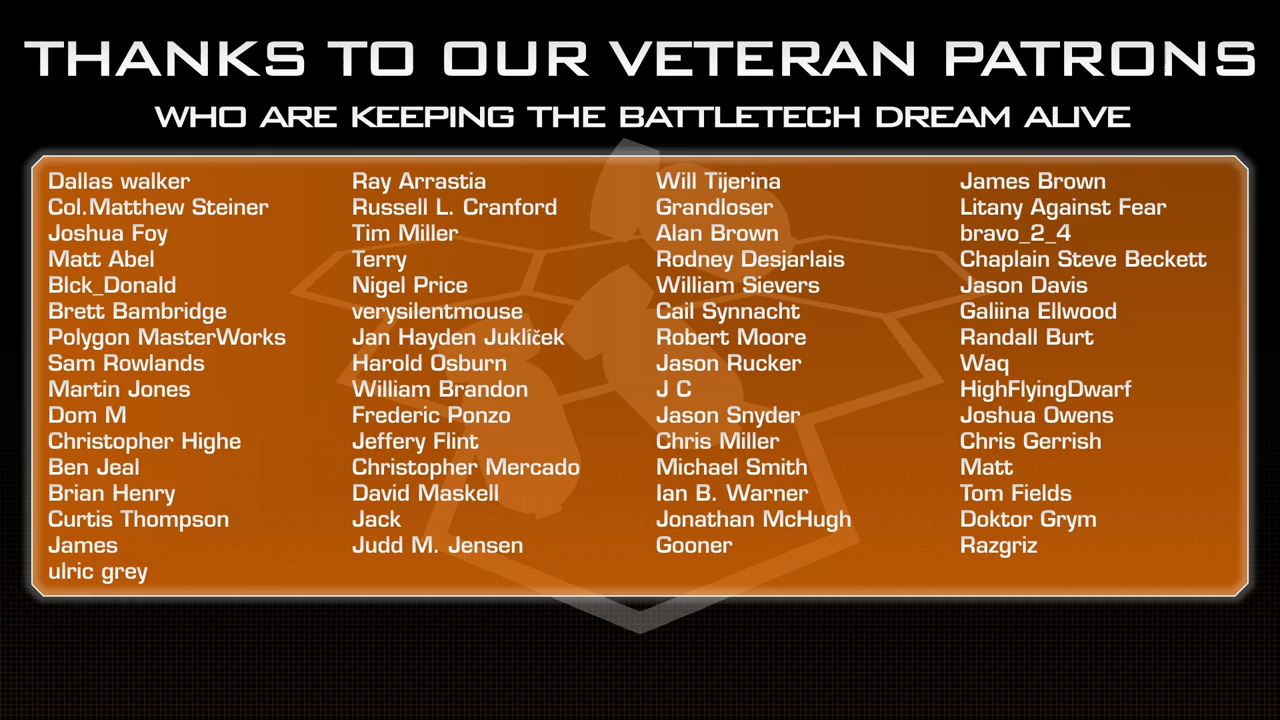 THANKS TO OUR VETERAN PATRONS
WHO ARE KEEPING THE BATTLETECH DREAM ALIVE
Dallas walker
Col.Matthew Steiner
Joshua Foy
Matt Abel
Blck_Donald
Brett Bambridge
Polygon MasterWorks
Sam Rowlands
Martin Jones
Dom M
Christopher Highe
Ben Jeal
Brian Henry
Curtis Thompson
James
ulric grey
Ray Arrastia
Russell L. Cranford
Tim Miller
Terry
Nigel Price
verysilentmouse
Jan Hayden Juklíček
Harold Osburn
William Brandon
Frederic Ponzo
Jeffery Flint
Christopher Mercado
David Maskell
Jack
Judd M. Jensen
Will Tijerina
Grandloser
Alan Brown
Rodney Desjarlais
William Sievers
Cail Synnacht
Robert Moore
Jason Rucker
J C
Jason Snyder
Chris Miller
Michael Smith
Ian B. Warner
Jonathan McHugh
Gooner
James Brown
Litany Against Fear
bravo_2_4
Chaplain Steve Beckett
Jason Davis
Galiina Ellwood
Randall Burt
Waq
HighFlyingDwarf
Joshua Owens
Chris Gerrish
Matt
Tom Fields
Doktor Grym
Razgriz